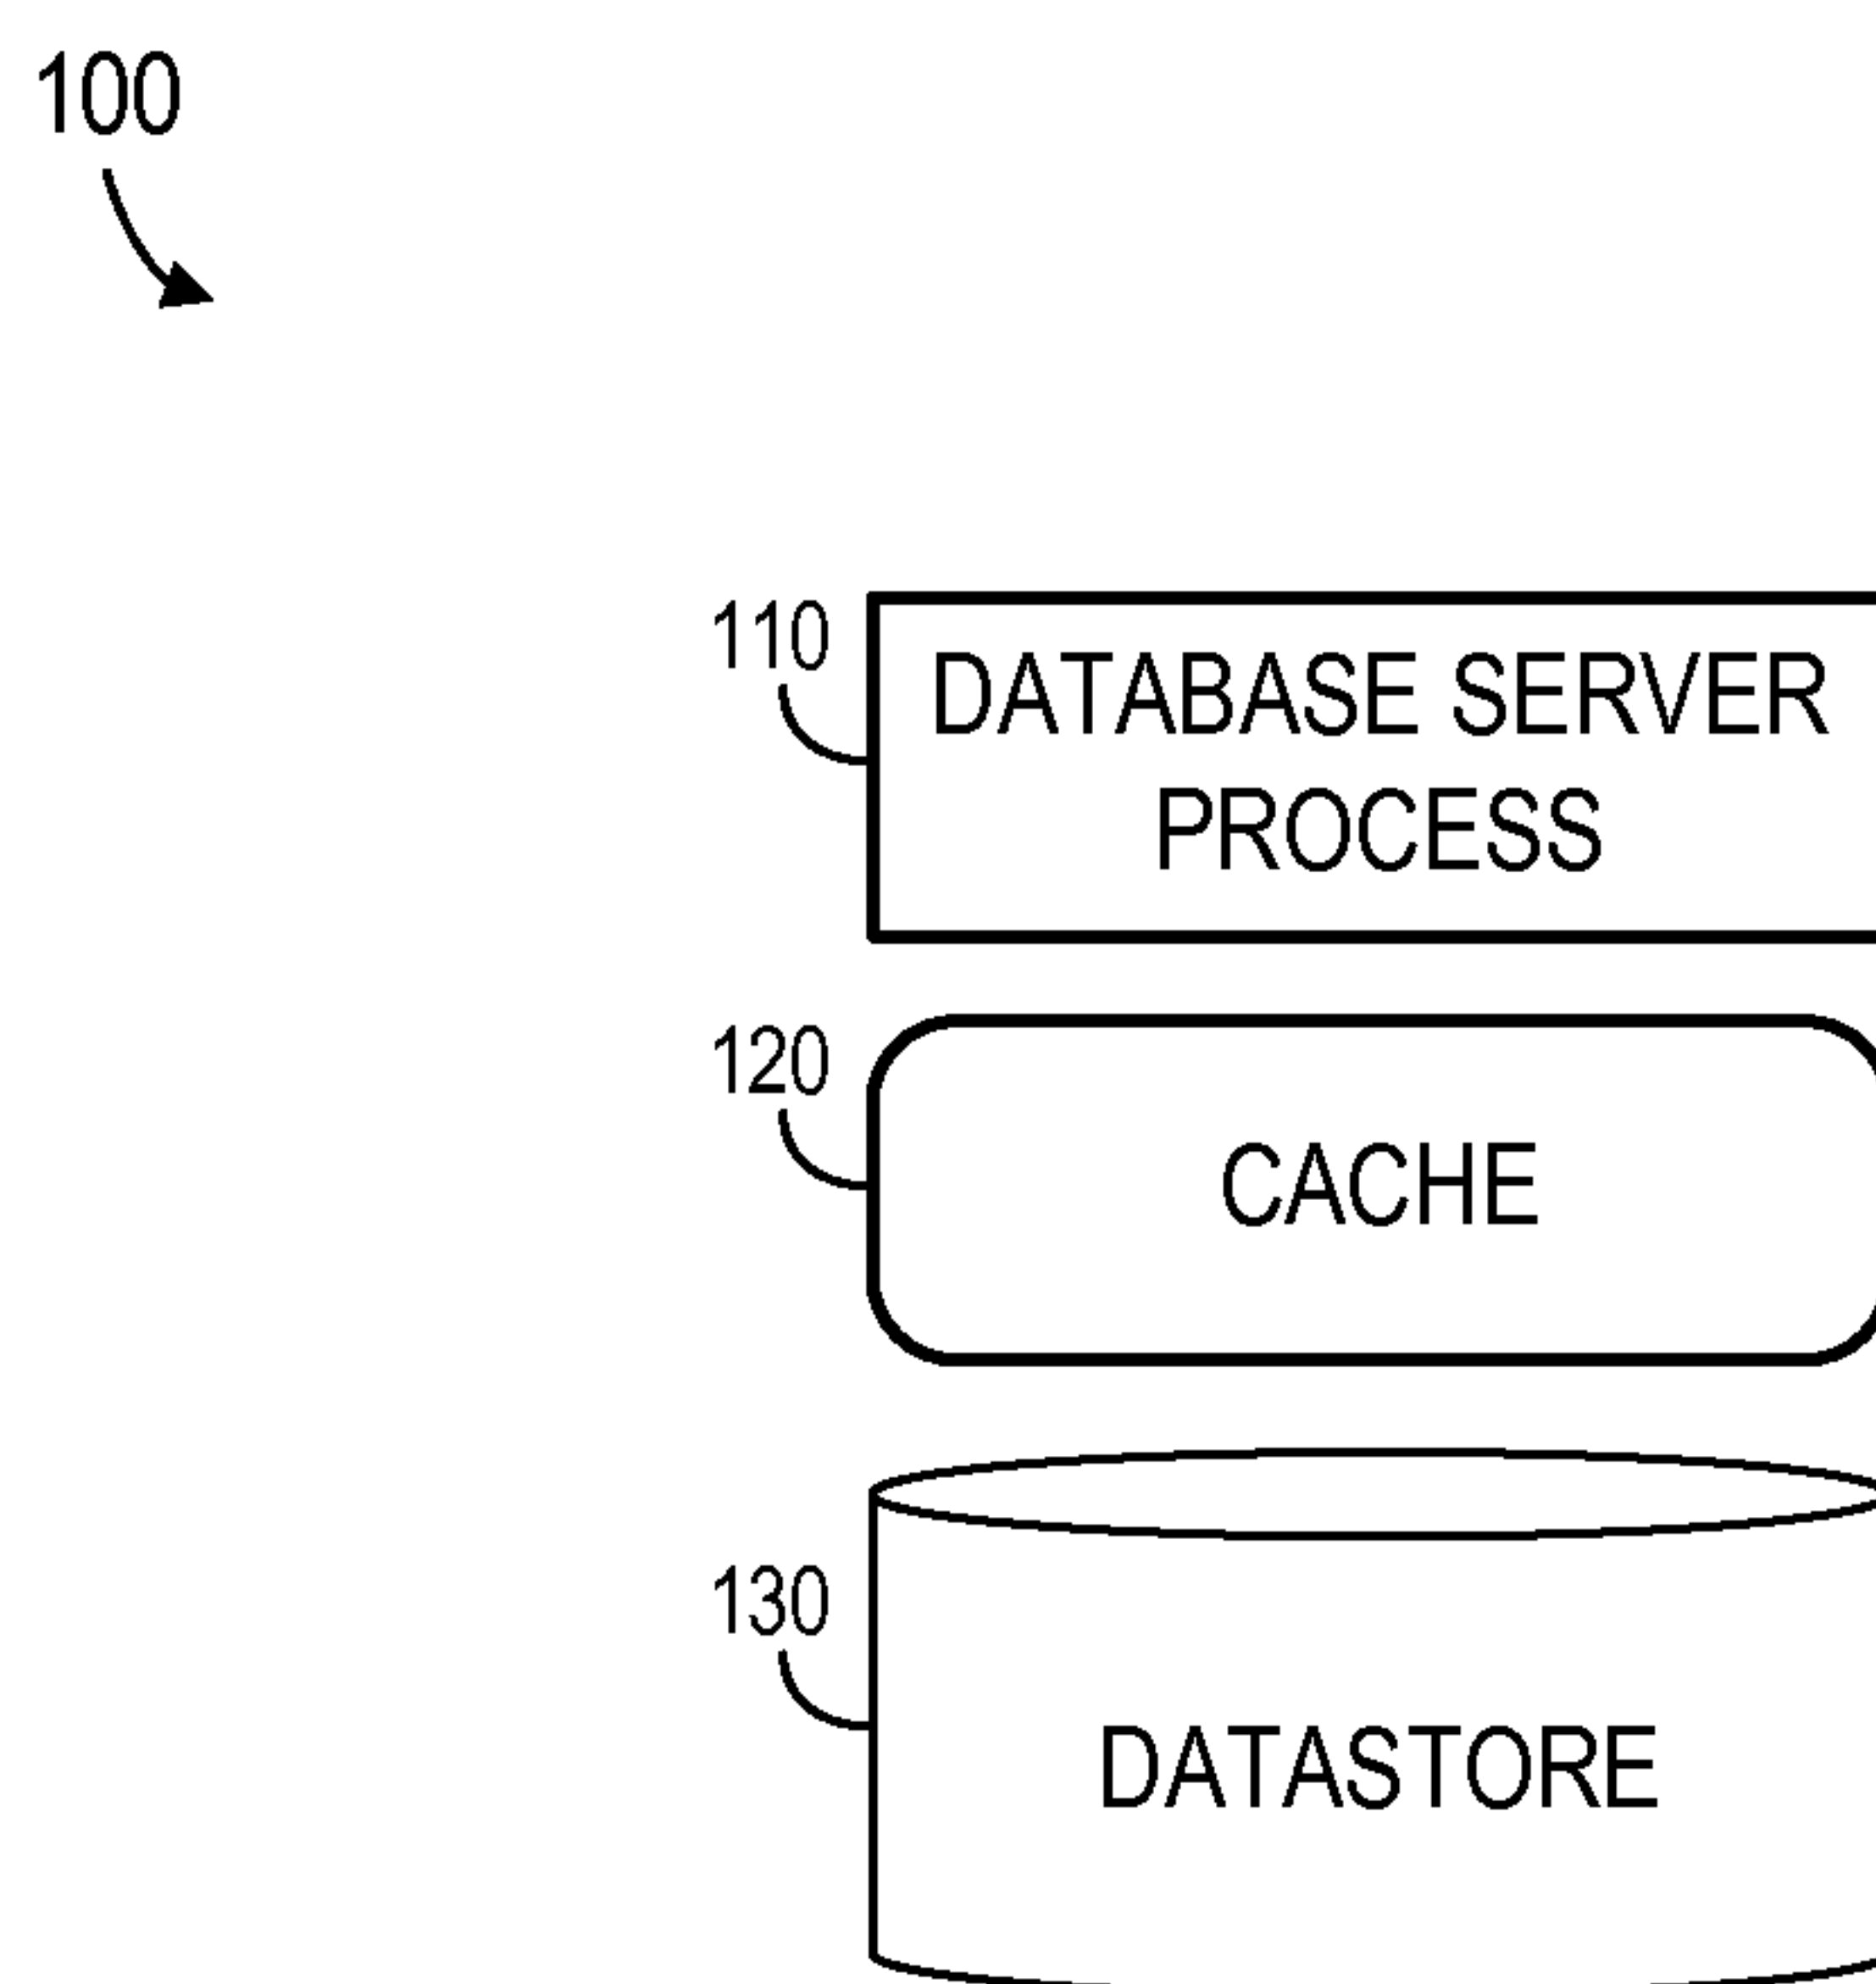 100
110
DATABASE SERVER
PROCESS
120
CACHE
130
DATASTORE